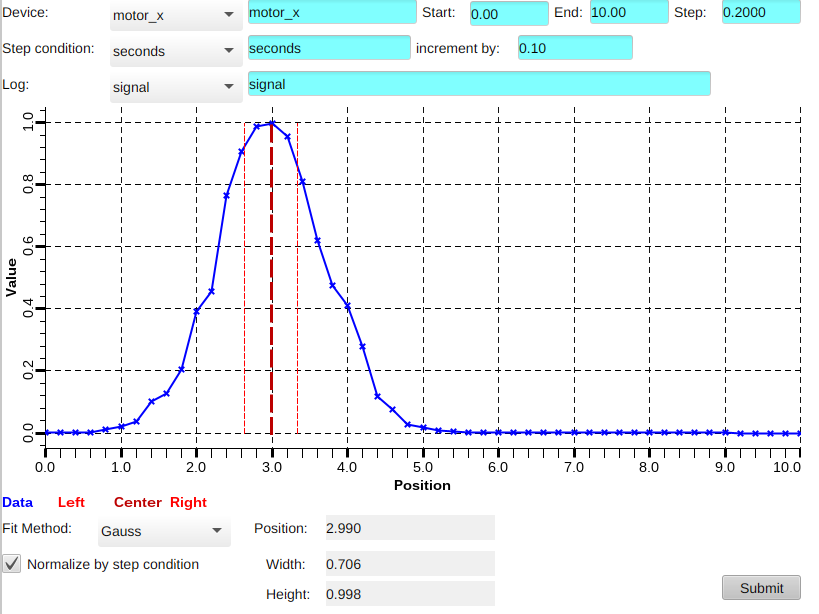 Device: motor_x motor_x Start: 0.00 End: 10.00 Step: 0.2000
Step condition: seconds seconds increment by: 0.10
Log: signal signal
1.0
0.8
0.6
0.4
0.2
0.0
Value
0.0 1.0 2.0 3.0 4.0 5.0 6.0 7.0 8.0 9.0 10.0
Position
Data Left Center Right
Fit Method: Gauss Position: 2.990
Normalize by step condition Width: 0.706
Height: 0.998
Submit